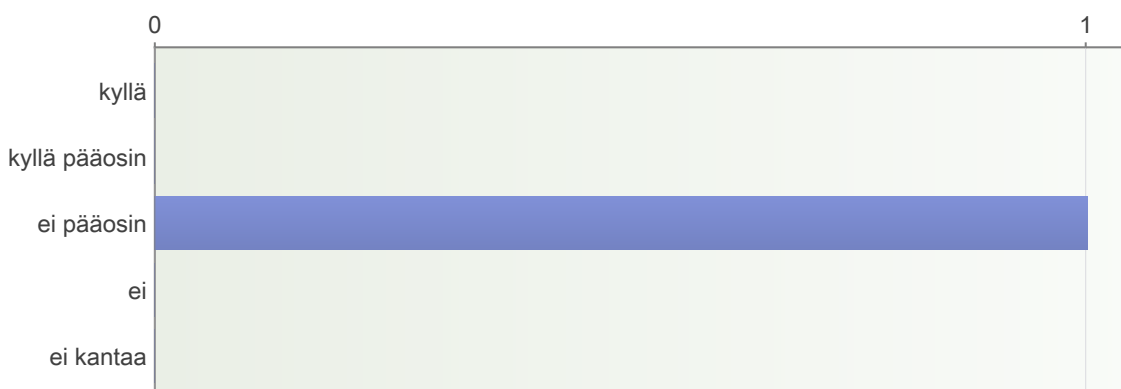 0 1
kyllä
kyllä pääosin
ei pääosin
ei
ei kantaa